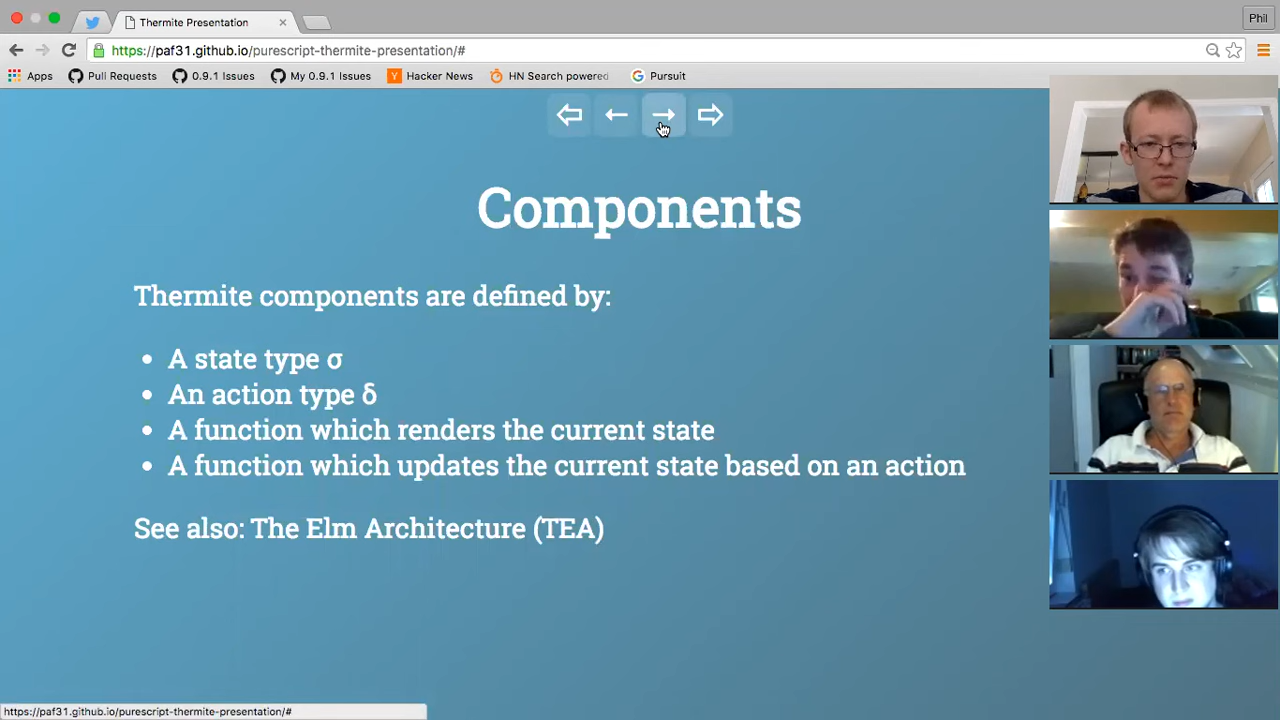 Thermite Presentation
Phil
https://paf31.github.io/purescript-thermite-presentation/#
Apps
Pull Requests
0.9.1 Issues
My 0.9.1 Issues
Hacker News
HN Search powered
Pursuit
Components
Thermite components are defined by:
• A state type σ
• An action type δ
• A function which renders the current state
• A function which updates the current state based on an action
See also: The Elm Architecture (TEA)
https://paf31.github.io/purescript-thermite-presentation/#